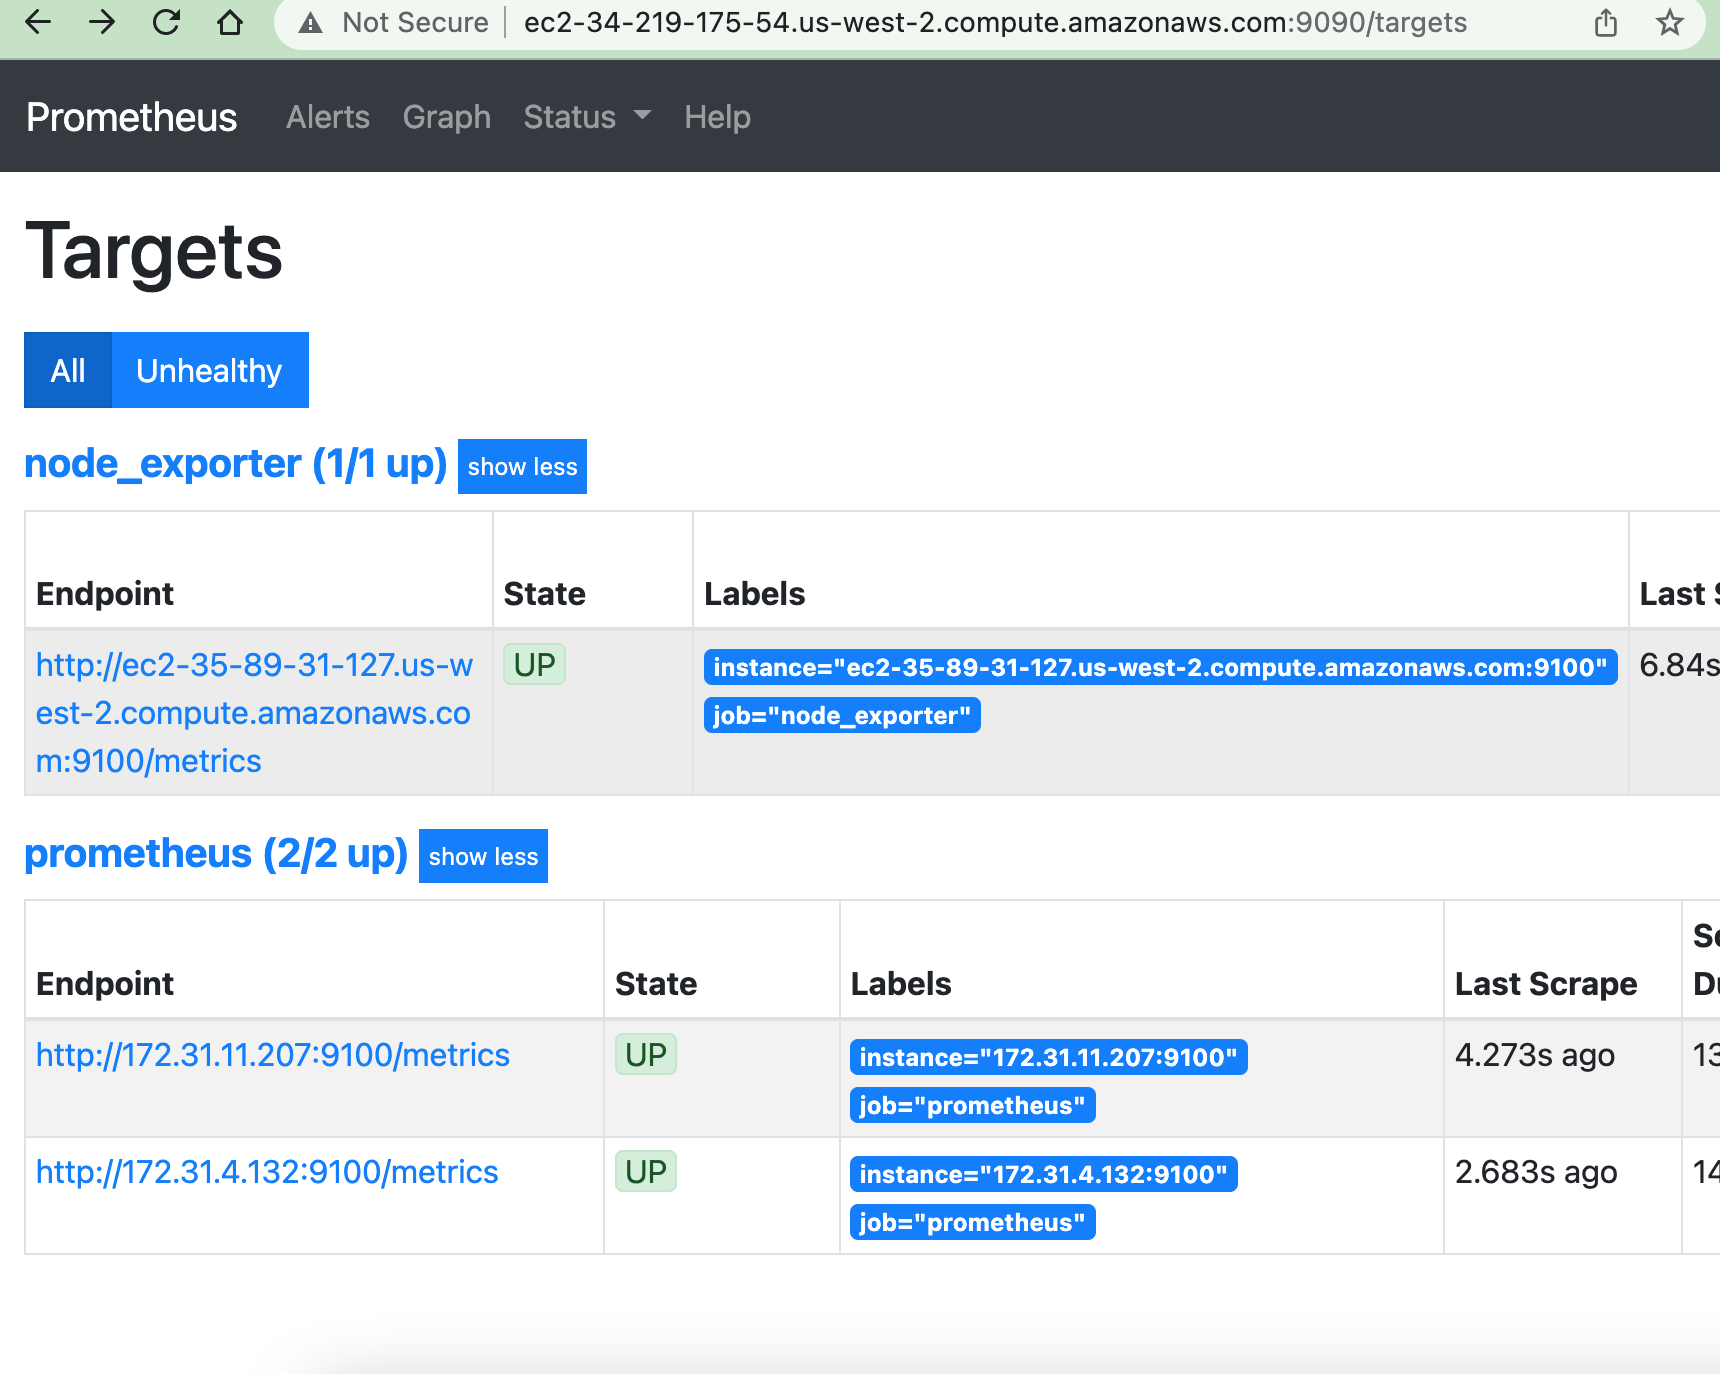 Not Secure ec2-34-219-175-54.us-west-2.compute.amazonaws.com:9090/targets
Prometheus Alerts Graph Status Help
Targets
All Unhealthy
node_exporter (1/1 up) show less
Endpoint State Labels Last
http://ec2-35-89-31-127.us-w UP instance="ec2-35-89-31-127.us-west-2.compute.amazonaws.com:9100" 6.84s
est-2.compute.amazonaws.co job="node_exporter"
m:9100/metrics
prometheus (2/2 up) show less
Endpoint State Labels Last Scrape
http://172.31.11.207:9100/metrics UP instance="172.31.11.207:9100" 4.273s ago 13
job="prometheus"
http://172.31.4.132:9100/metrics UP instance="172.31.4.132:9100" 2.683s ago 14
job="prometheus"